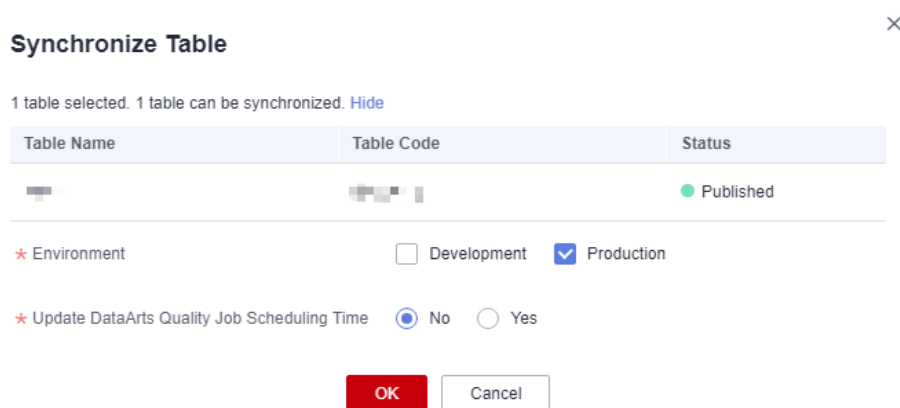 Synchronize Table
1 table selected. 1 table can be synchronized. Hide
Table Name Table Code Status
Published
* Environment Development Production
* Update DataArts Quality Job Scheduling Time No Yes
OK Cancel